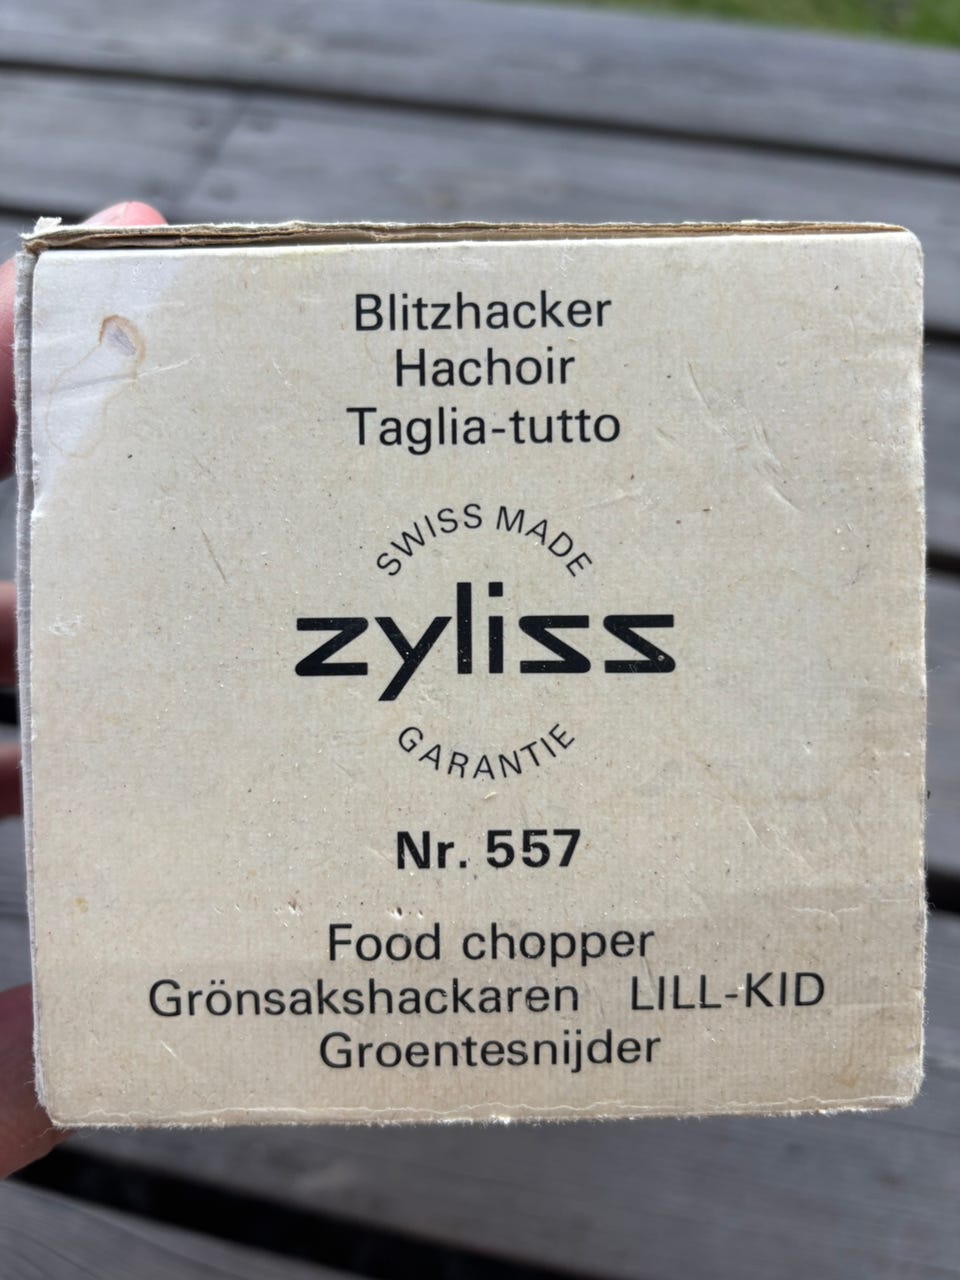 Blitzhacker
Hachoir
Taglia-tutto
SWISS MADE
zyliss
GARANTIE
Nr. 557
Food chopper
Grönsakshackaren LILL-KID
Groentesnijder